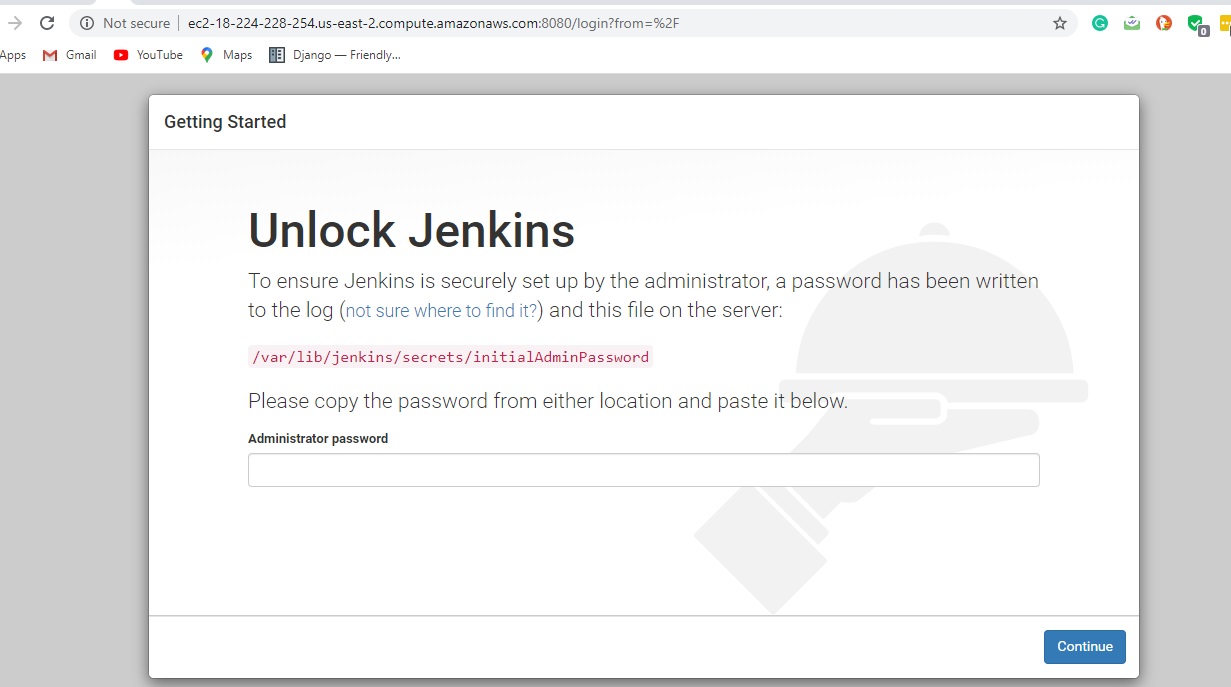 Not secure ec2-18-224-228-254.us-east-2.compute.amazonaws.com:8080/login?from=%2F
Apps Gmail YouTube Maps Django — Friendly...
Getting Started
Unlock Jenkins
To ensure Jenkins is securely set up by the administrator, a password has been written
to the log (not sure where to find it?) and this file on the server:
/var/lib/jenkins/secrets/initialAdminPassword
Please copy the password from either location and paste it below.
Administrator password
Continue